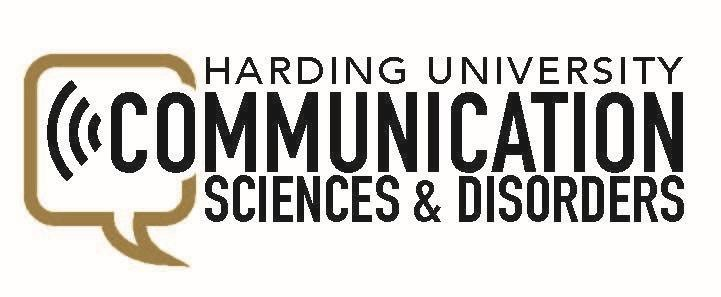 HARDING UNIVERSITY
COMMUNICATION
SCIENCES & DISORDERS